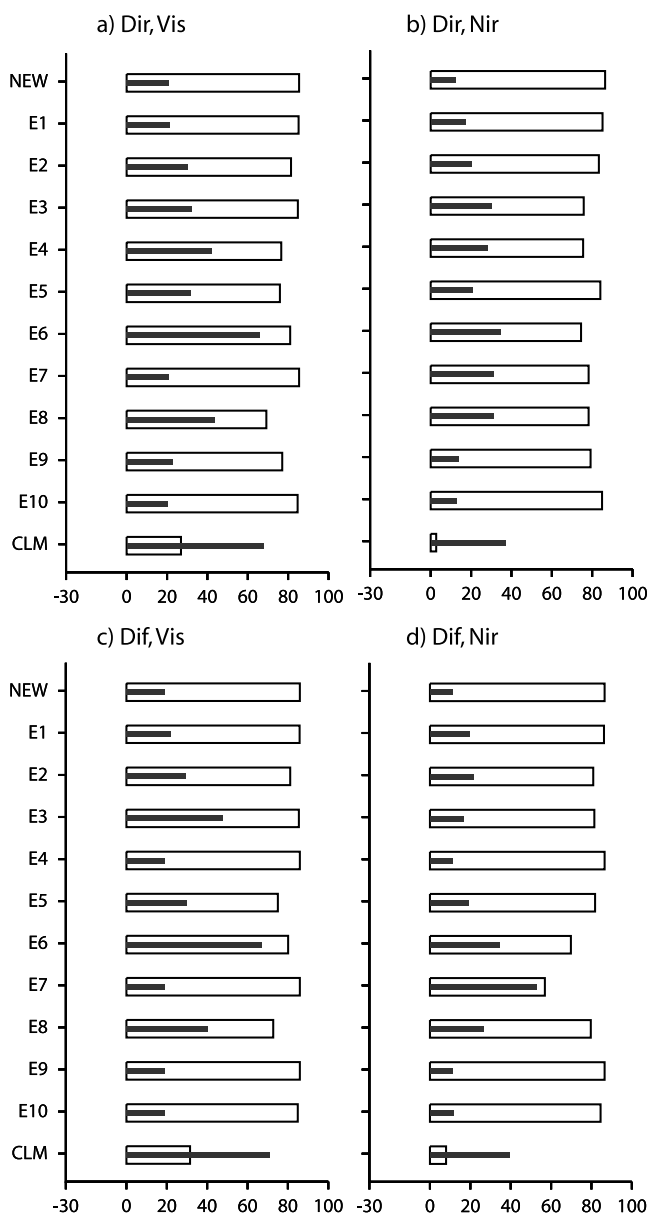 a) Dir, Vis
b) Dir, Nir
NEW
E1
E2
E3
E4
E5
E6
E7
E8
E9
E10
CLM
-30 0 20 40 60 80 100
-30 0 20 40 60 80 100
c) Dif, Vis
d) Dif, Nir
NEW
E1
E2
E3
E4
E5
E6
E7
E8
E9
E10
CLM
-30 0 20 40 60 80 100
-30 0 20 40 60 80 100